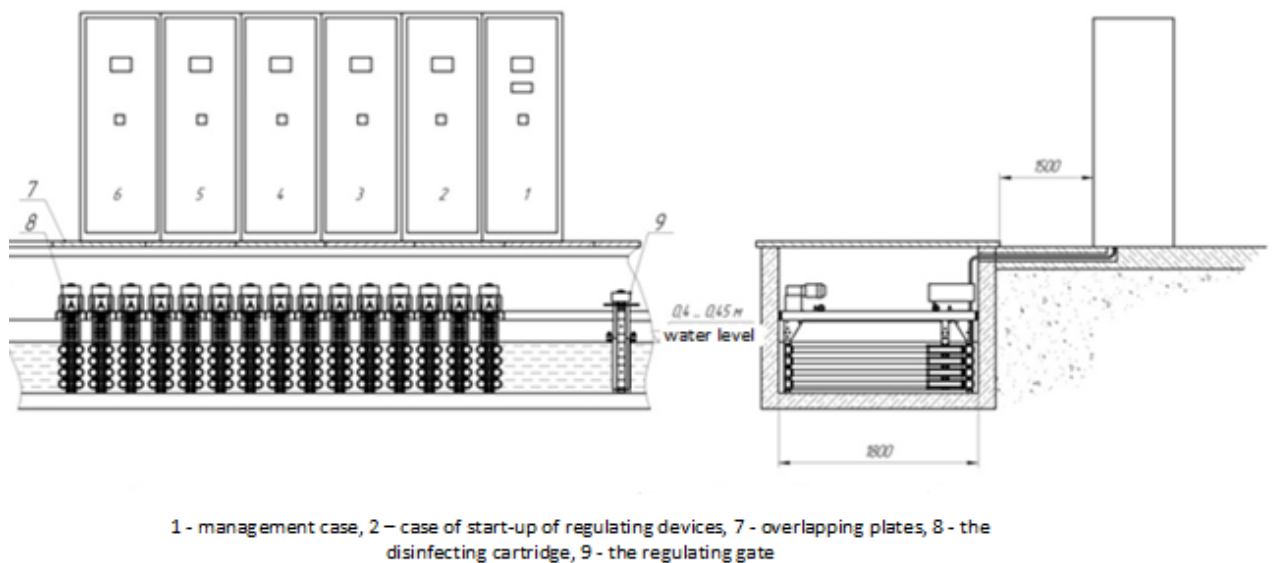 6 5 4 3 2 1
7
8
9
1500
0,4 .. 0,45 м
water level
1800
1 - management case, 2 – case of start-up of regulating devices, 7 - overlapping plates, 8 - the
disinfecting cartridge, 9 - the regulating gate